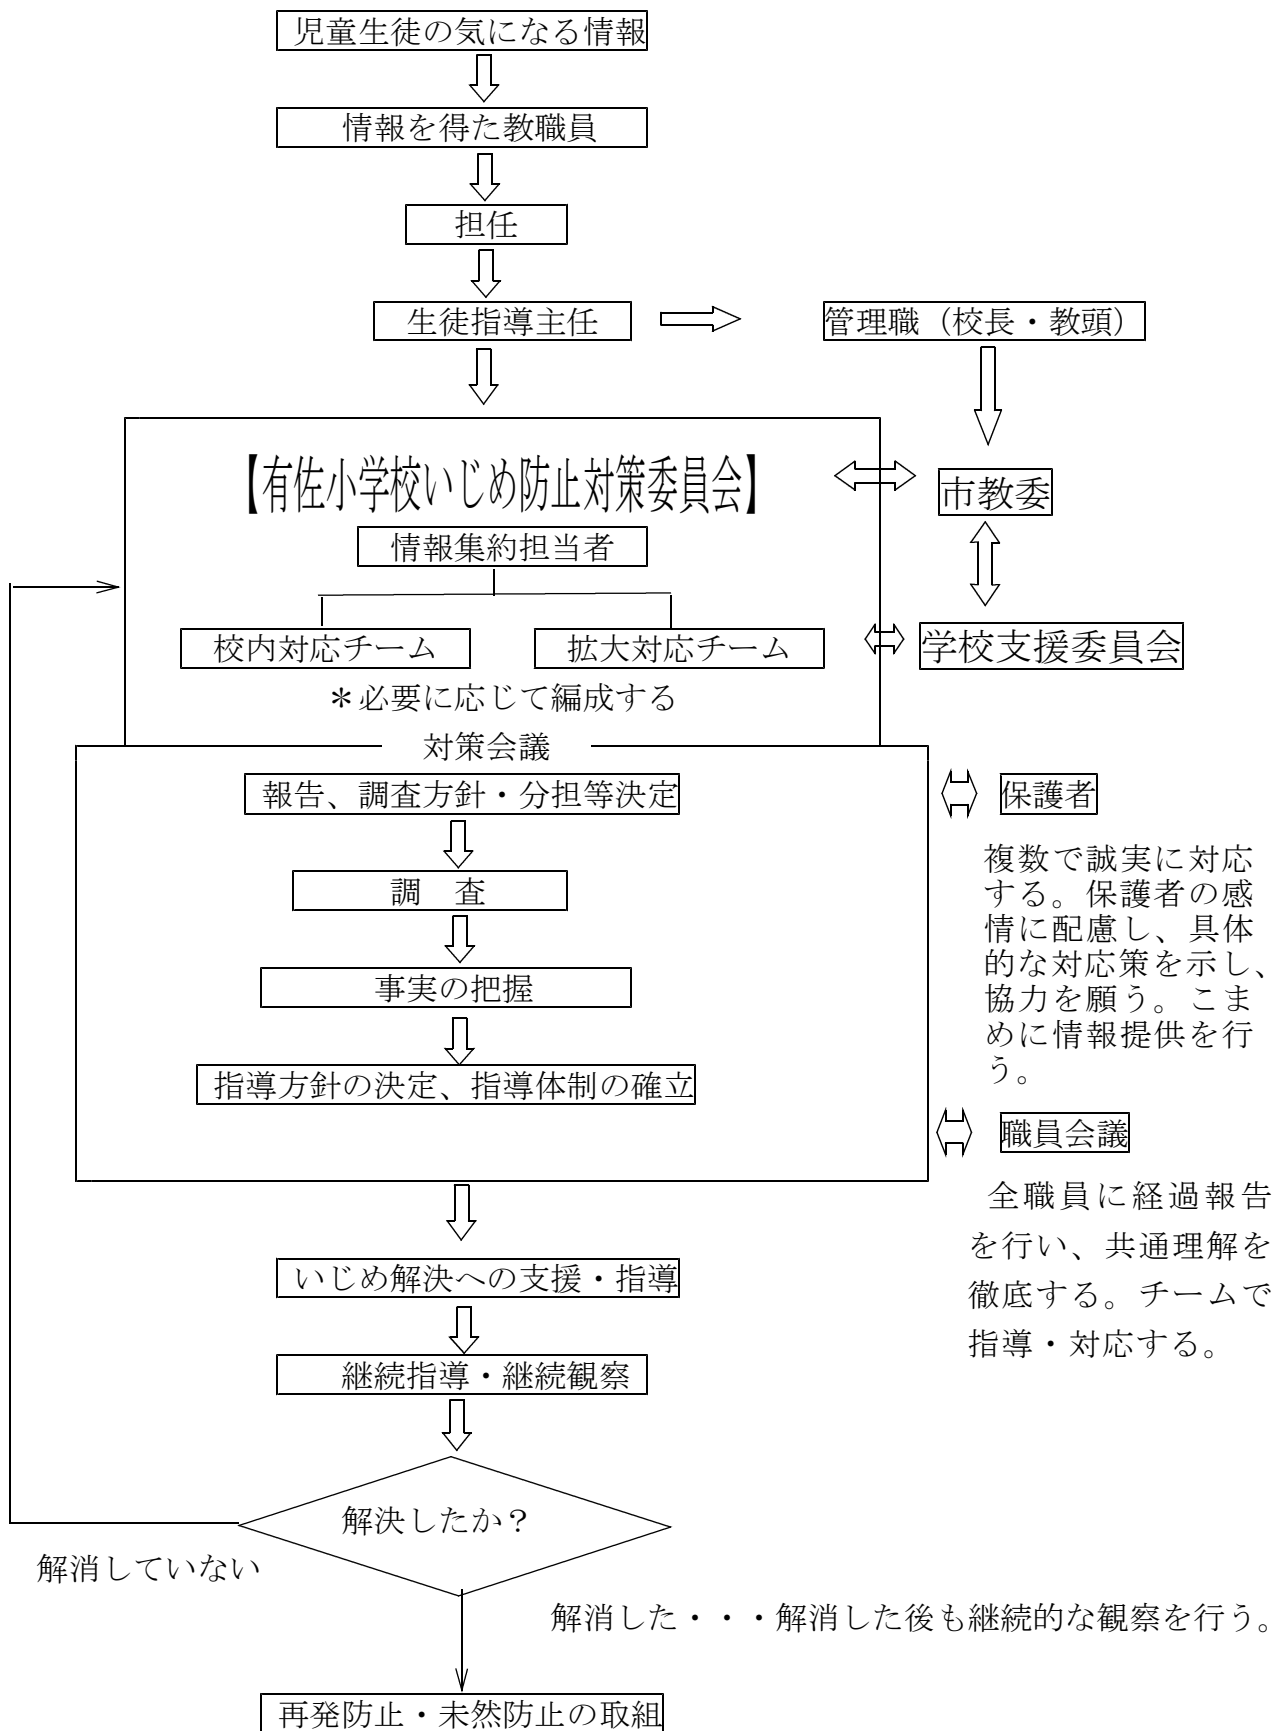 児童生徒の気になる情報
情報を得た教職員
担任
生徒指導主任
管理職（校長・教頭）
【有佐小学校いじめ防止対策委員会】
市教委
情報集約担当者
校内対応チーム
拡大対応チーム
学校支援委員会
＊必要に応じて編成する
対策会議
報告、調査方針・分担等決定
保護者
複数で誠実に対応
する。保護者の感
情に配慮し、具体
的な対応策を示し、
協力を願う。こま
めに情報提供を行
う。
調　査
事実の把握
指導方針の決定、指導体制の確立
職員会議
全職員に経過報告
を行い、共通理解を
徹底する。チームで
指導・対応する。
いじめ解決への支援・指導
継続指導・継続観察
解決したか？
解消していない
解消した・・・解消した後も継続的な観察を行う。
再発防止・未然防止の取組